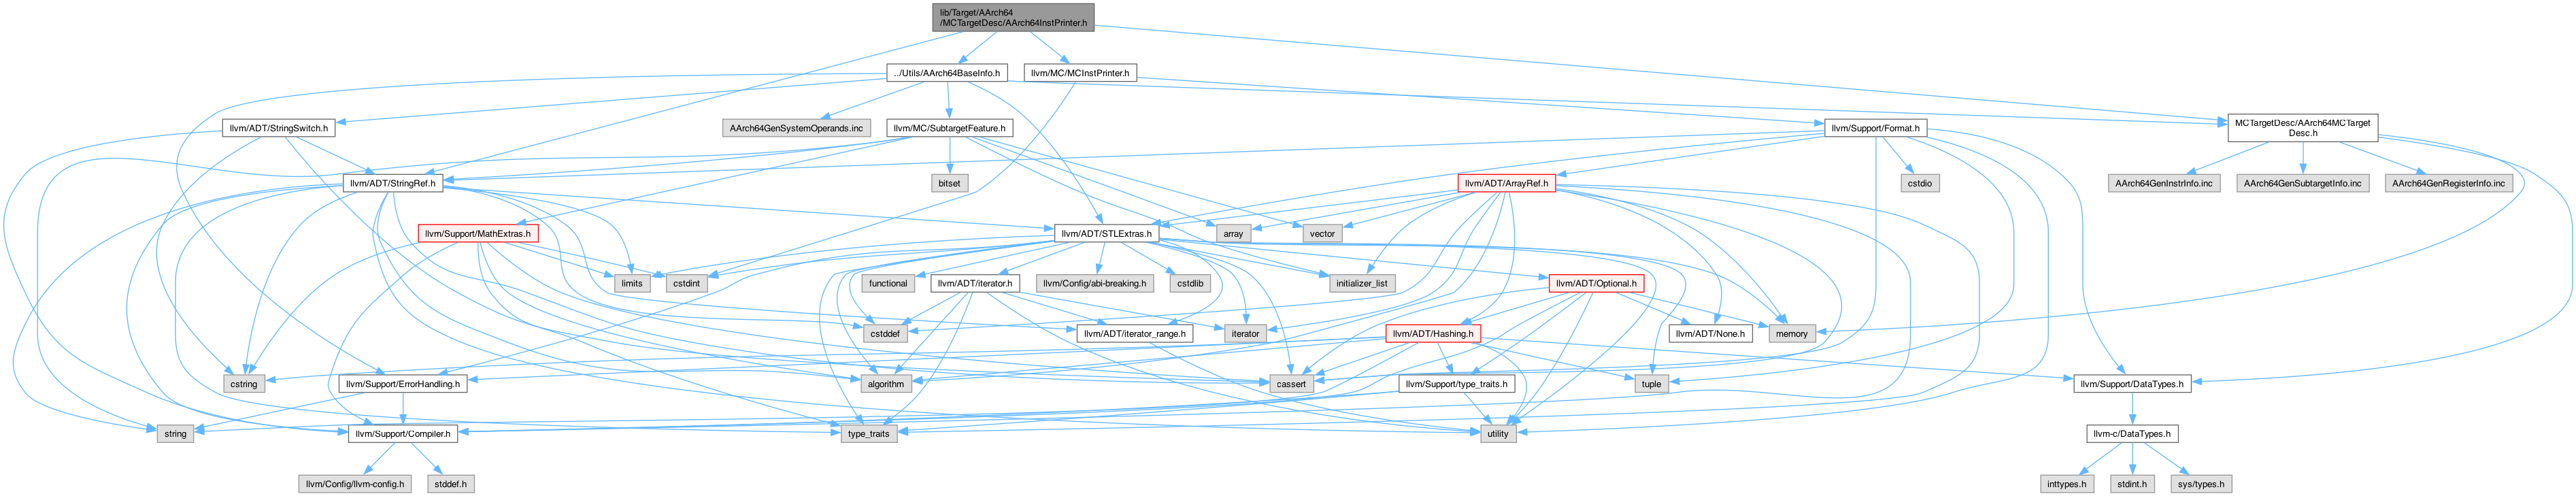 lib/Target/AArch64
/MCTargetDesc/AArch64InstPrinter.h
../Utils/AArch64BaseInfo.h
llvm/MC/MCInstPrinter.h
llvm/ADT/StringSwitch.h
AArch64GenSystemOperands.inc
llvm/MC/SubtargetFeature.h
llvm/Support/Format.h
MCTargetDesc/AArch64MCTarget
Desc.h
llvm/ADT/StringRef.h
bitset
llvm/ADT/ArrayRef.h
cstdio
AArch64GenInstrInfo.inc
AArch64GenSubtargetInfo.inc
AArch64GenRegisterInfo.inc
llvm/Support/MathExtras.h
llvm/ADT/STLExtras.h
array
vector
limits
cstdint
functional
llvm/ADT/iterator.h
llvm/Config/abi-breaking.h
cstdlib
initializer_list
llvm/ADT/Optional.h
cstddef
llvm/ADT/iterator_range.h
iterator
llvm/ADT/Hashing.h
llvm/ADT/None.h
memory
cstring
llvm/Support/ErrorHandling.h
algorithm
cassert
llvm/Support/type_traits.h
tuple
llvm/Support/DataTypes.h
string
llvm/Support/Compiler.h
type_traits
utility
llvm-c/DataTypes.h
llvm/Config/llvm-config.h
stddef.h
inttypes.h
stdint.h
sys/types.h